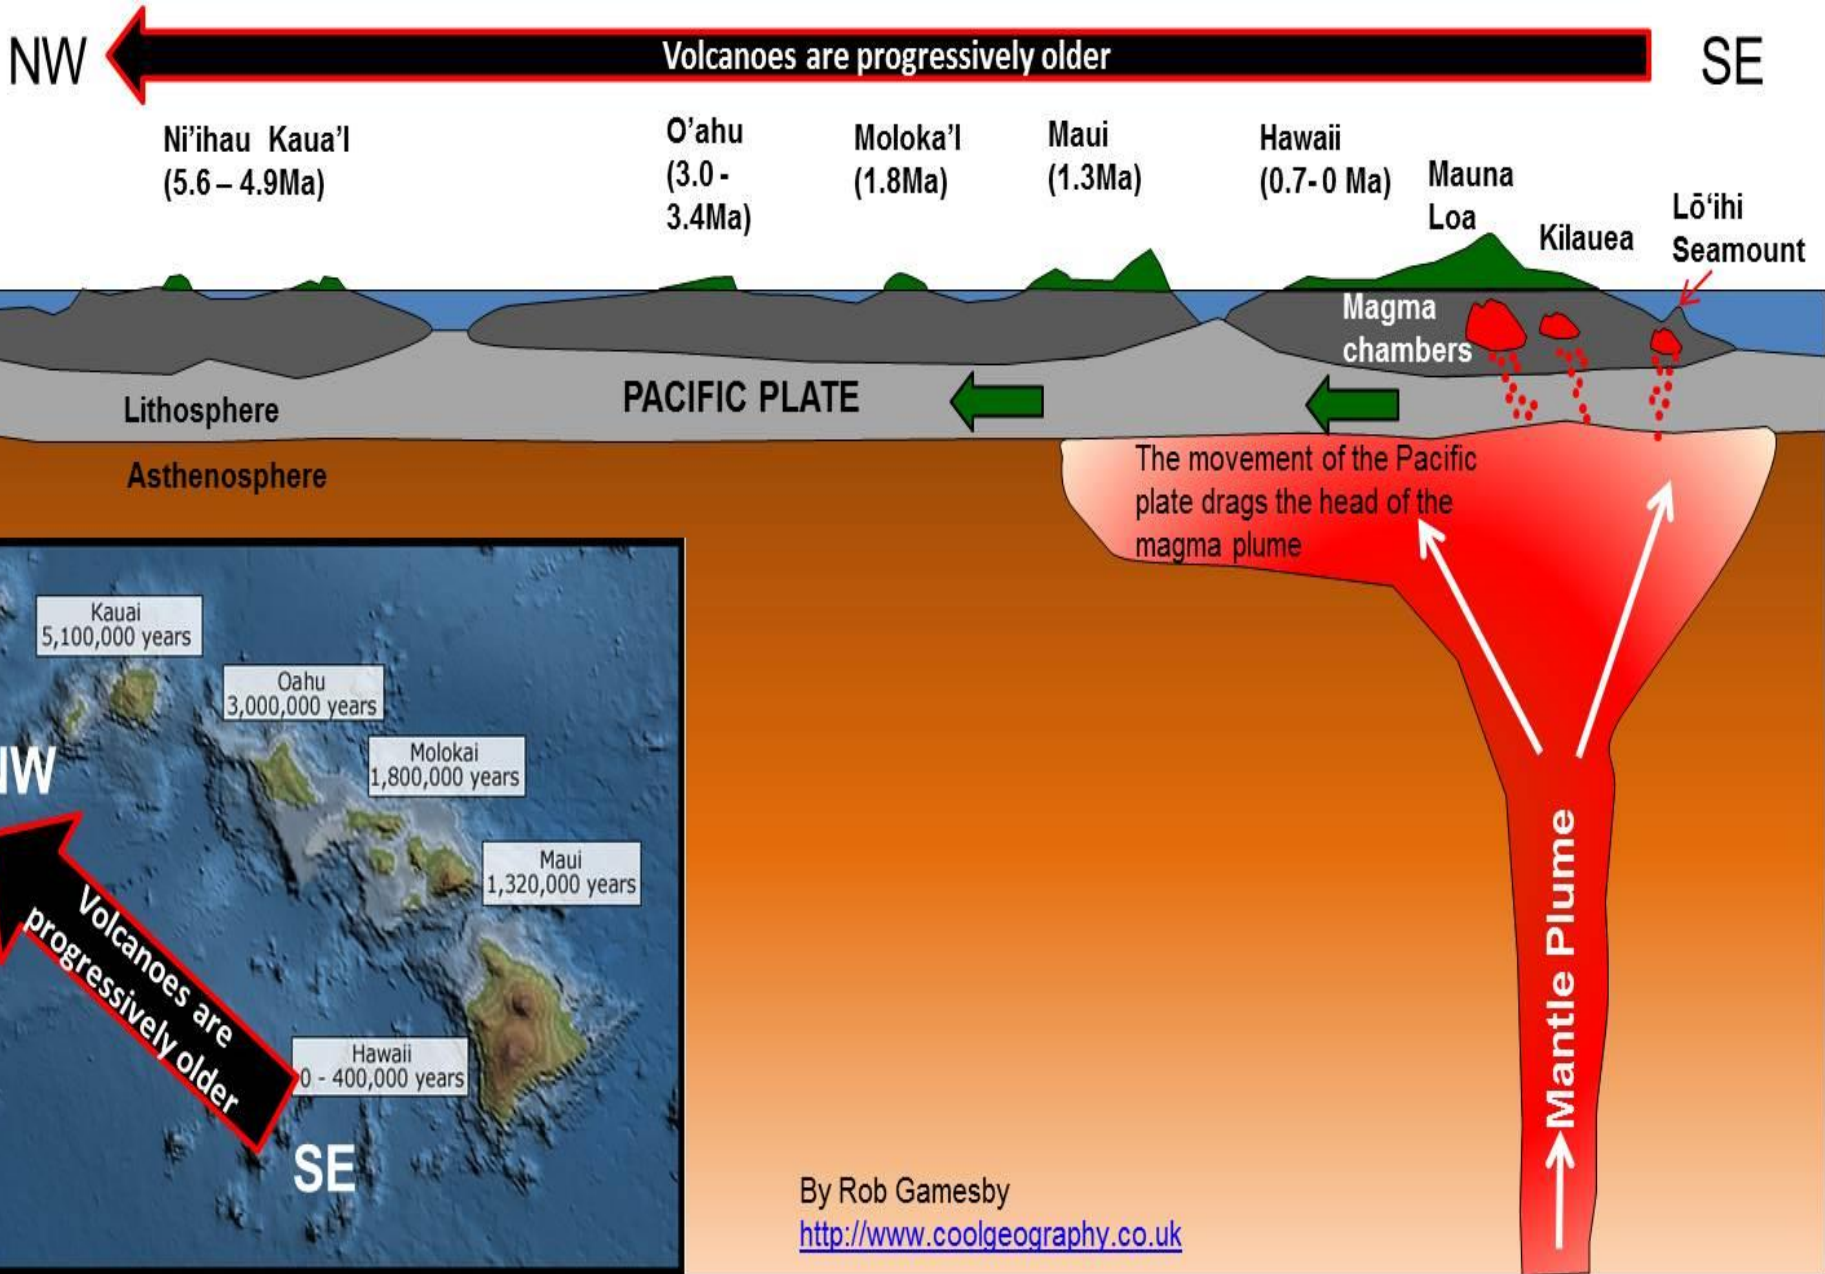 NW
Volcanoes are progressively older
SE
Ni'ihau Kaua'l
(5.6 – 4.9Ma)
O'ahu
(3.0 -
3.4Ma)
Moloka'l
(1.8Ma)
Maui
(1.3Ma)
Hawaii
(0.7- 0 Ma)
Mauna
Loa
Kilauea
Lō'ihi
Seamount
Magma
chambers
PACIFIC PLATE
Lithosphere
Asthenosphere
The movement of the Pacific
plate drags the head of the
magma plume
Mantle Plume
Kauai
5,100,000 years
Oahu
3,000,000 years
Molokai
1,800,000 years
Maui
1,320,000 years
Hawaii
0 - 400,000 years
NW
Volcanoes are
progressively older
SE
By Rob Gamesby
http://www.coolgeography.co.uk